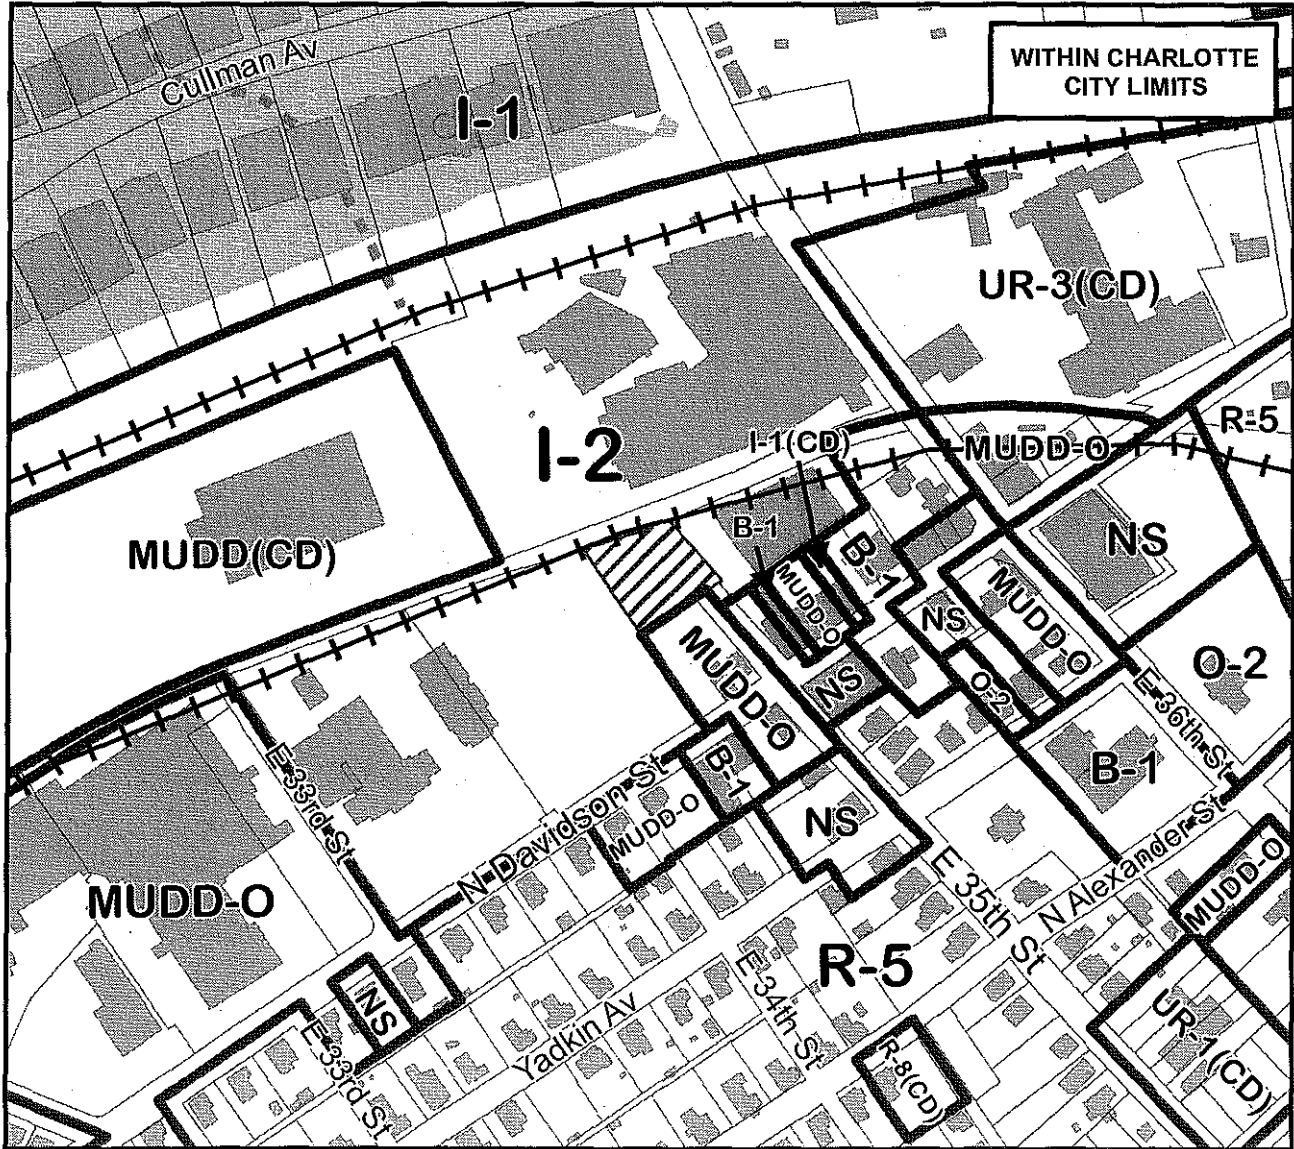 WITHIN CHARLOTTE
CITY LIMITS
Cullman Av
I-1
UR-3(CD)
R-5
I-1(CD)
MUDD-O
I-2
B-1
NS
MUDD(CD)
B-1
MUDD-O
MUDD-O
NS
MUDD-O
O-2
NS
O-2
E 36th St
B-1
E 33rd St
B-1
N Davidson St
MUDD-O
NS
MUDD-O
E 35th St
N Alexander St
MUDD-O
R-5
E 34th St
NS
E 33rd St
Yadkin Av
R-8(CD)
UR-1(CD)